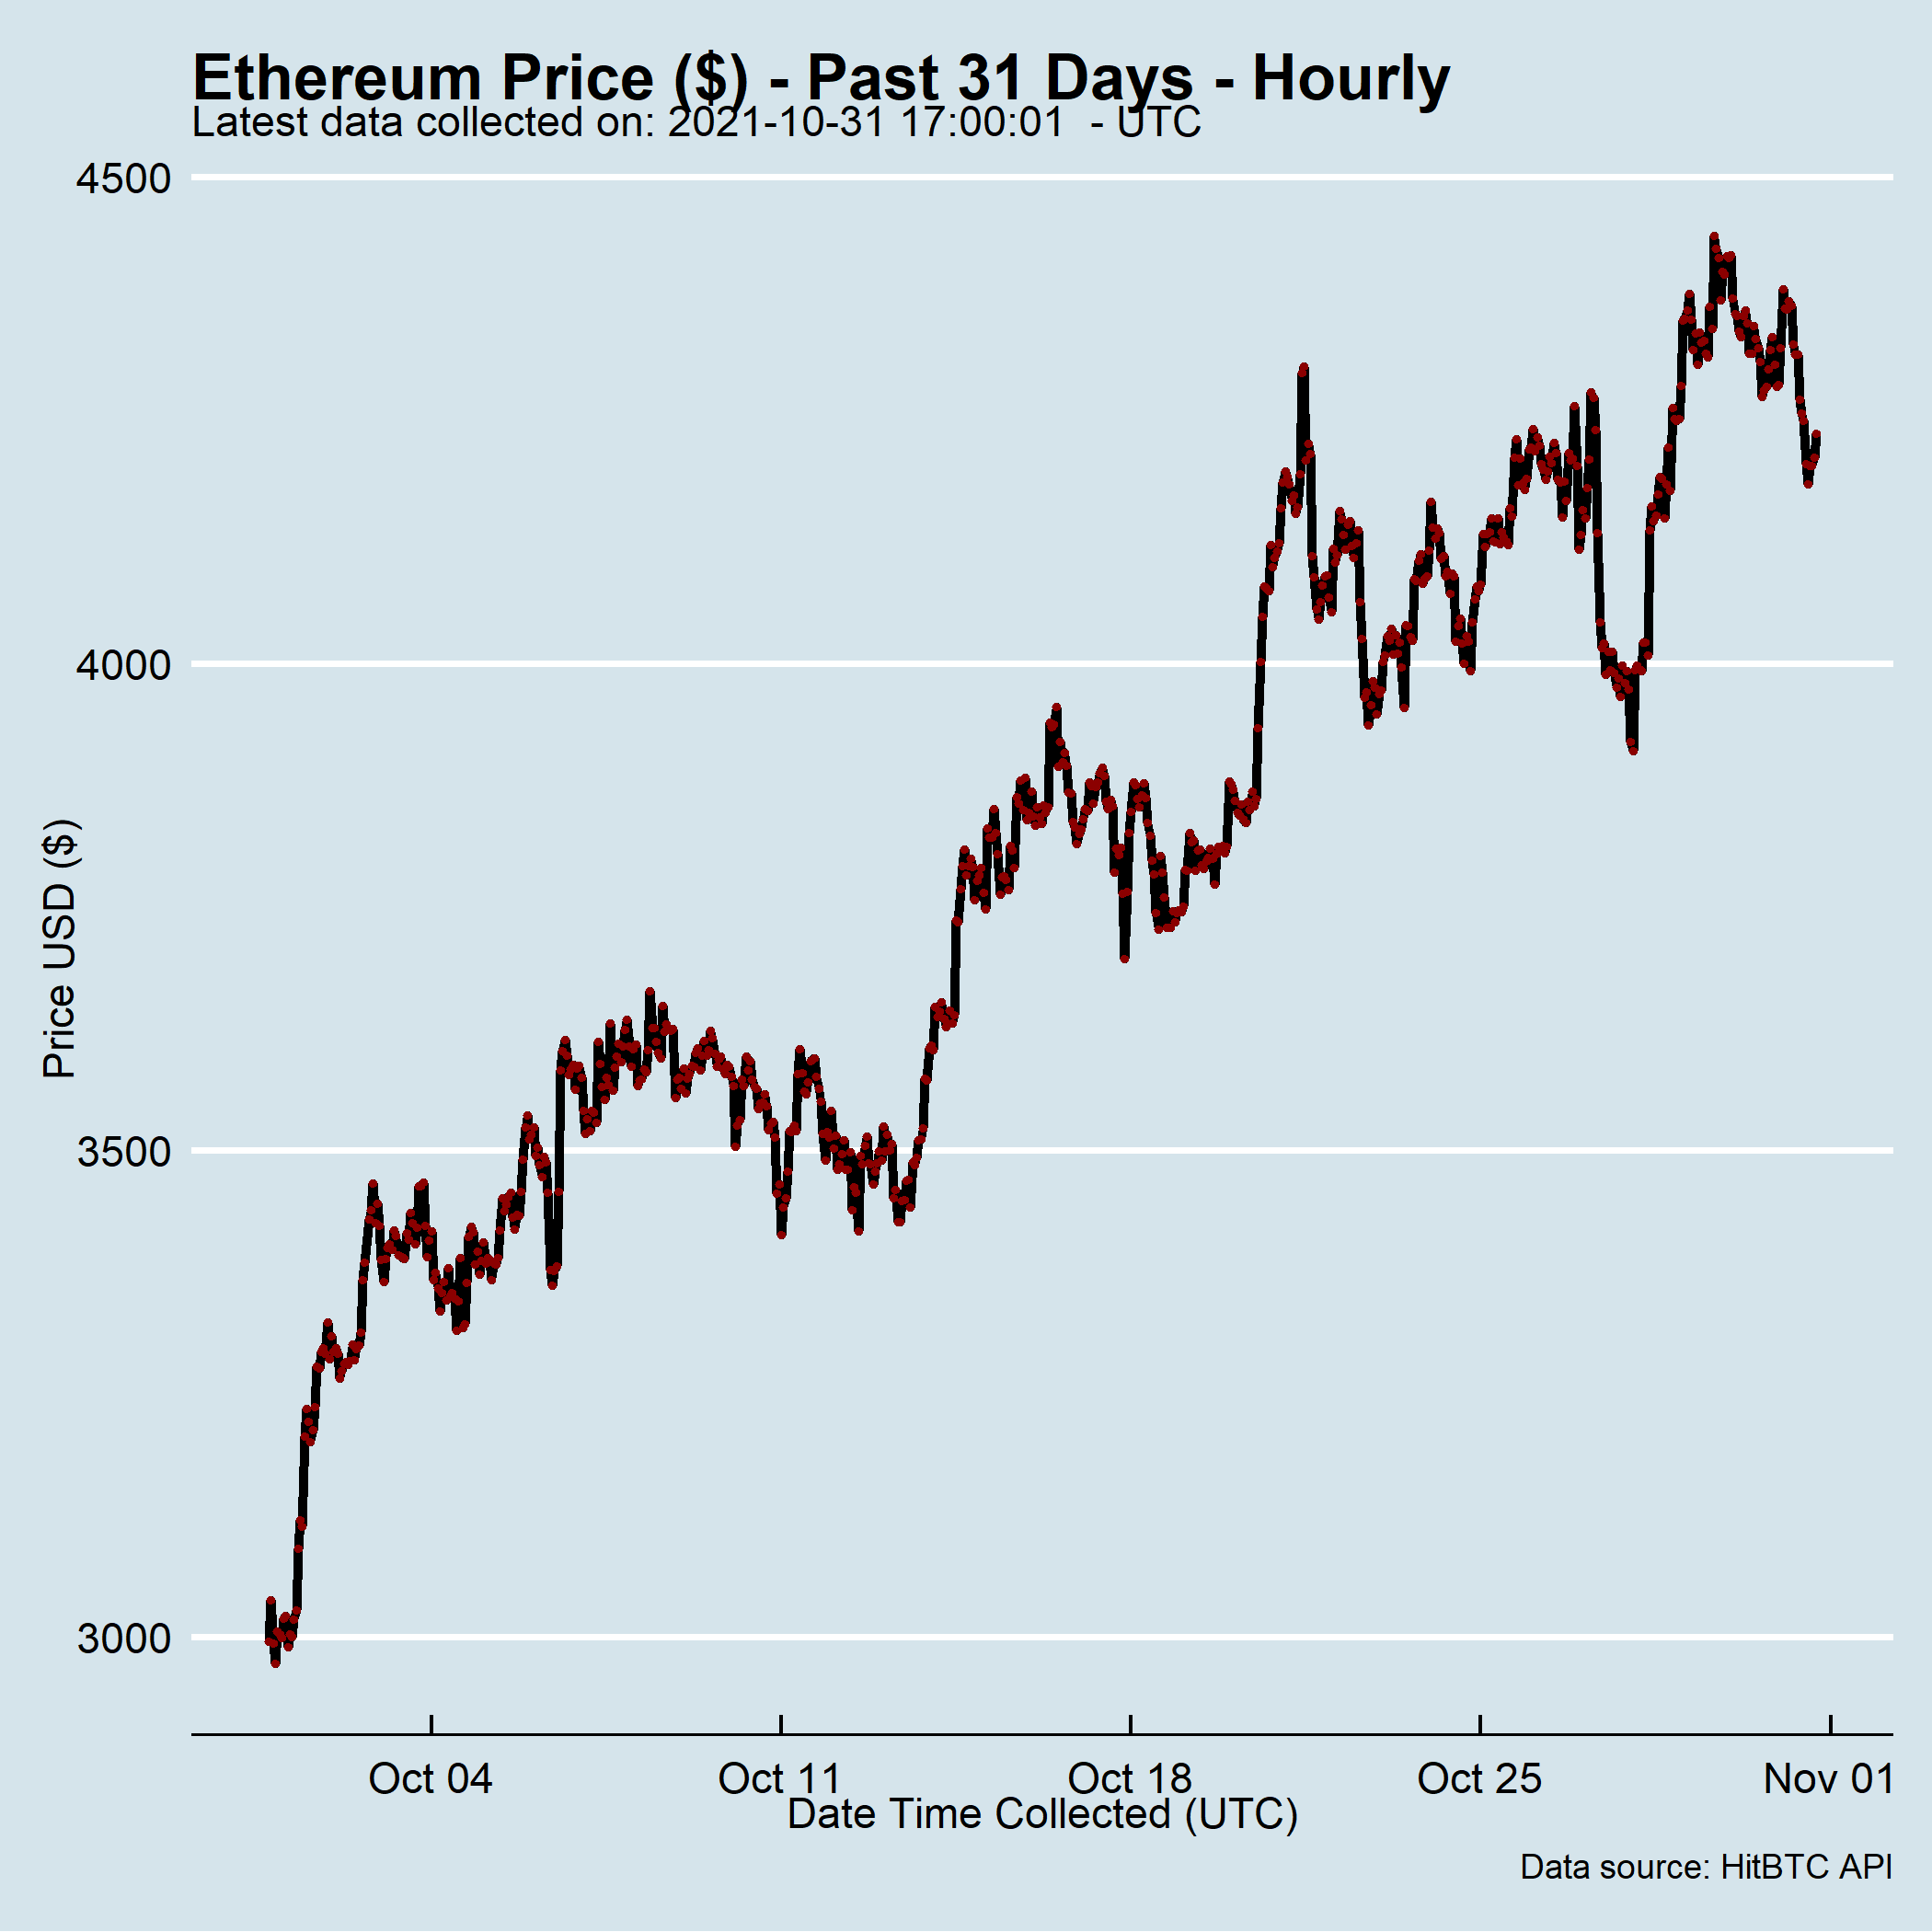 Ethereum Price ($) - Past 31 Days - Hourly
Latest data collected on: 2021-10-31 17:00:01  - UTC
4500
4000
3500
3000
Price USD ($)
Oct 04
Oct 11
Oct 18
Oct 25
Nov 01
Date Time Collected (UTC)
Data source: HitBTC API